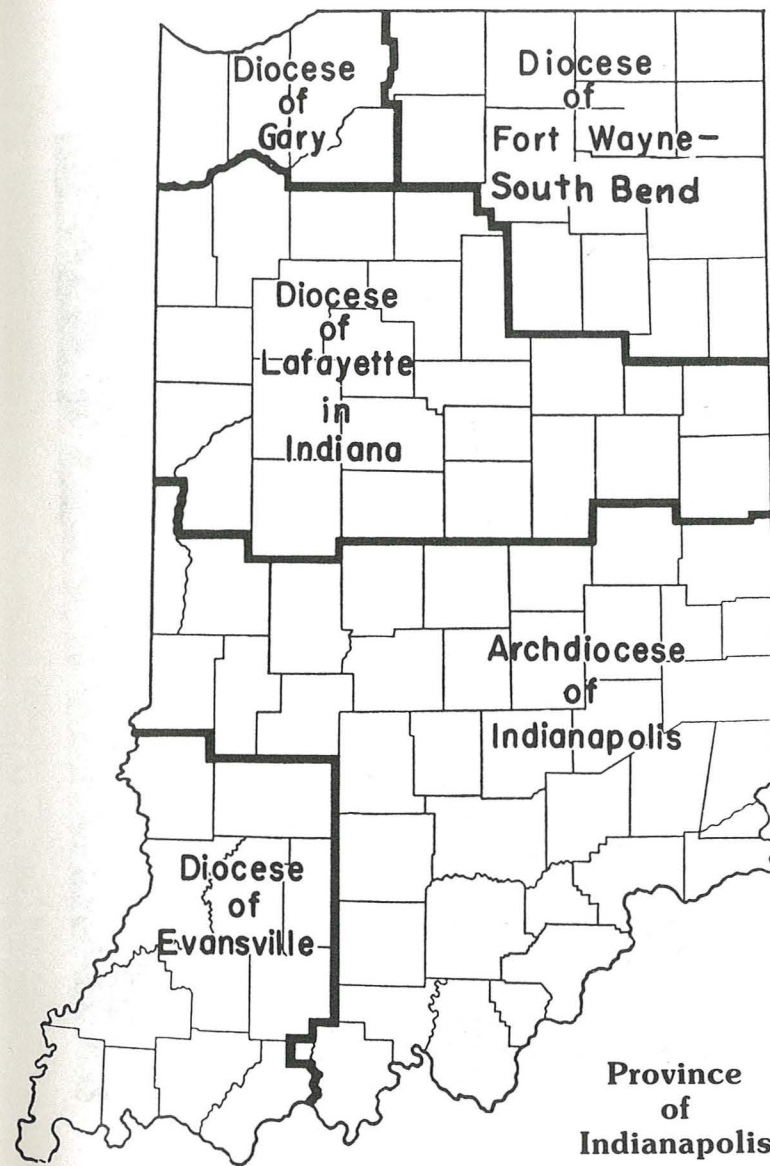 Diocese
of
Gary
Diocese
of
Fort Wayne-
South Bend
Diocese
of
Lafayette
in
Indiana
Archdiocese
of
Indianapolis
Diocese
of
Evansville
Province
of
Indianapolis